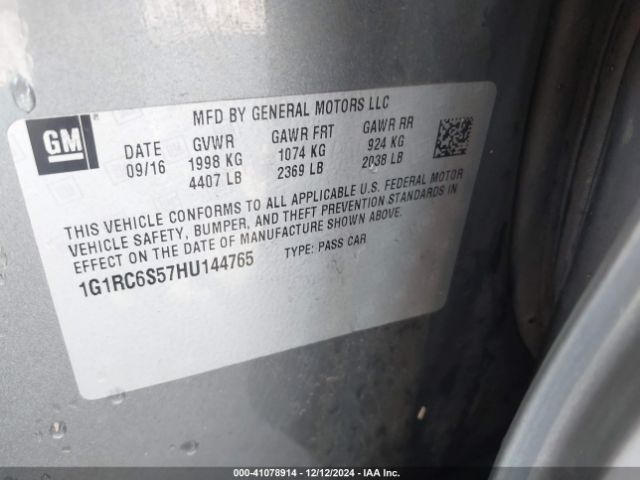 MFD BY GENERAL MOTORS LLC
GM
DATE GVWR GAWR FRT GAWR RR
09/16 1998 KG 1074 KG 924 KG
4407 LB 2369 LB 2038 LB
THIS VEHICLE CONFORMS TO ALL APPLICABLE U.S. FEDERAL MOTOR
VEHICLE SAFETY, BUMPER, AND THEFT PREVENTION STANDARDS IN
EFFECT ON THE DATE OF MANUFACTURE SHOWN ABOVE.
1G1RC6S57HU144765 TYPE: PASS CAR
000-41078914 - 12/12/2024 - IAA Inc.